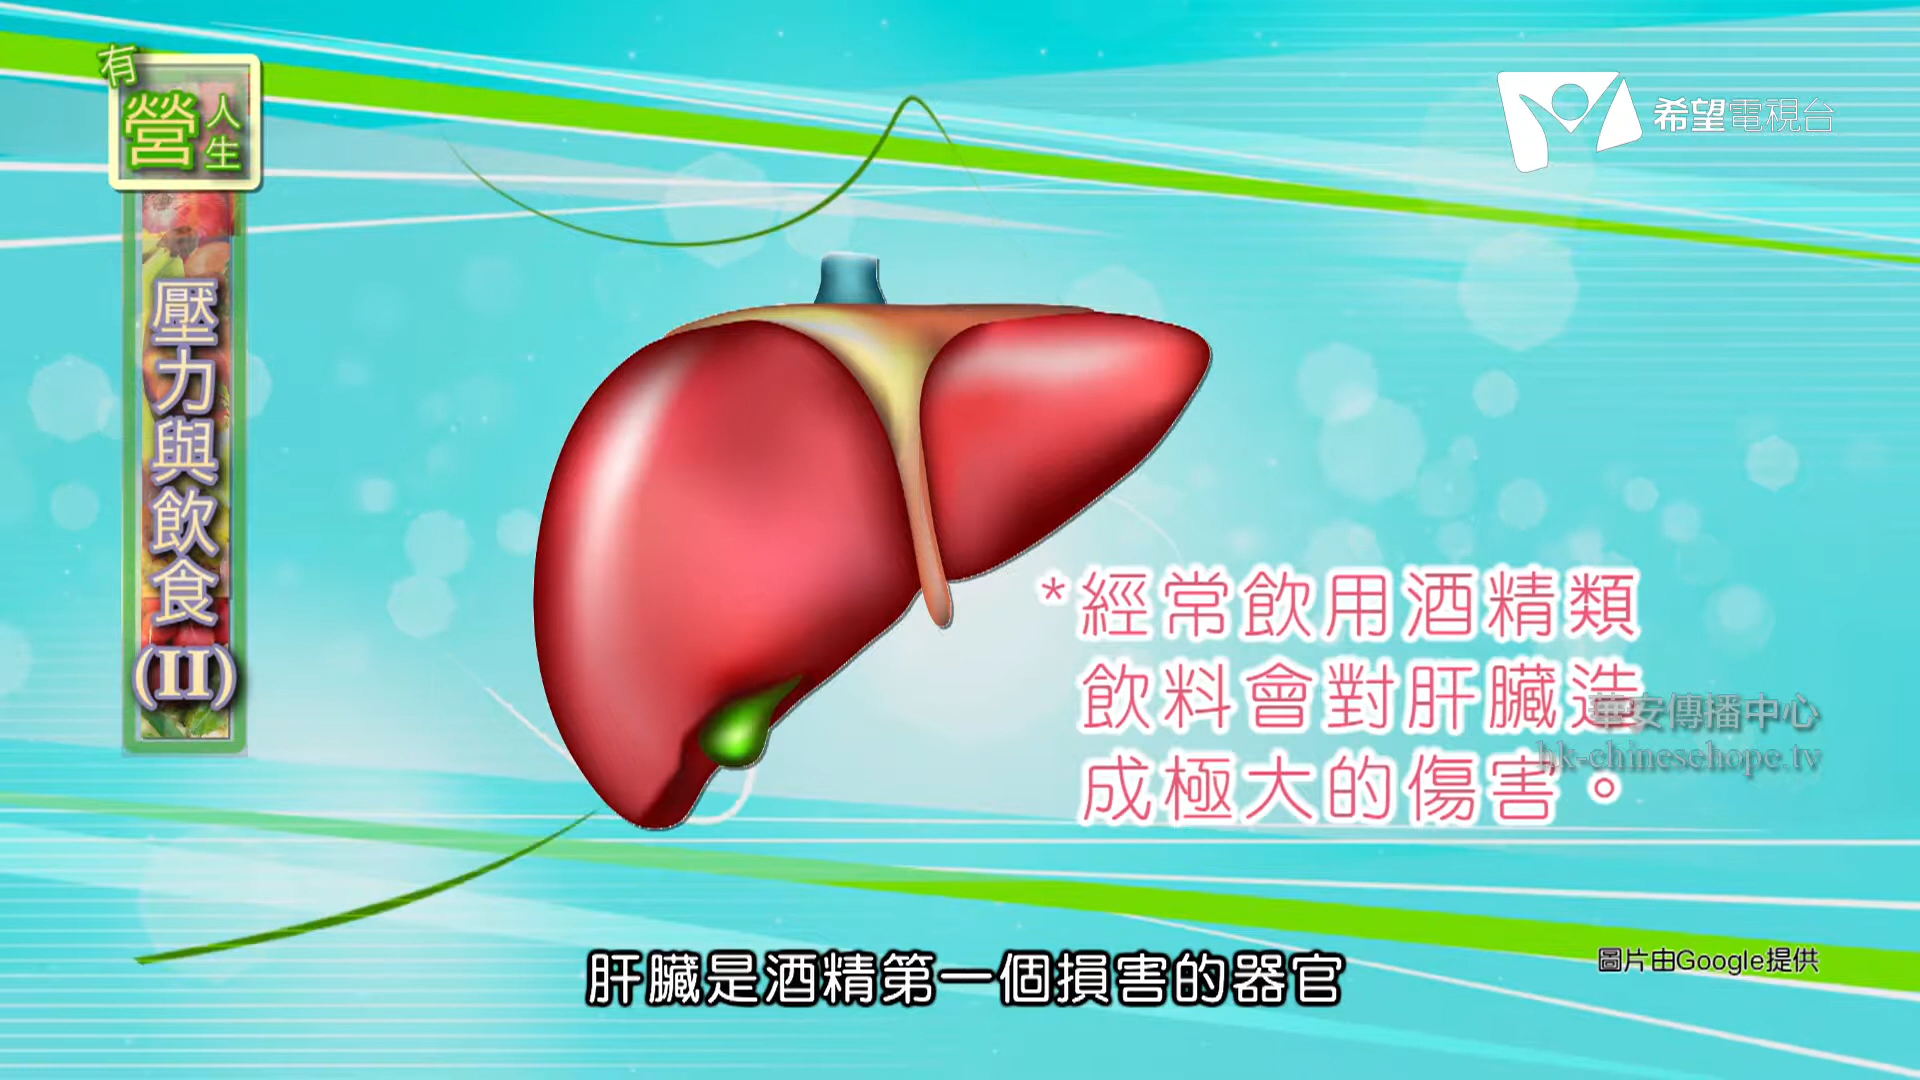 有
營
人生
希望電視台
壓力與飲食(II)
*經常飲用酒精類
飲料會對肝臟造
成極大的傷害。
華安傳播中心
hk-chinesehope.tv
圖片由Google提供
肝臟是酒精第一個損害的器官